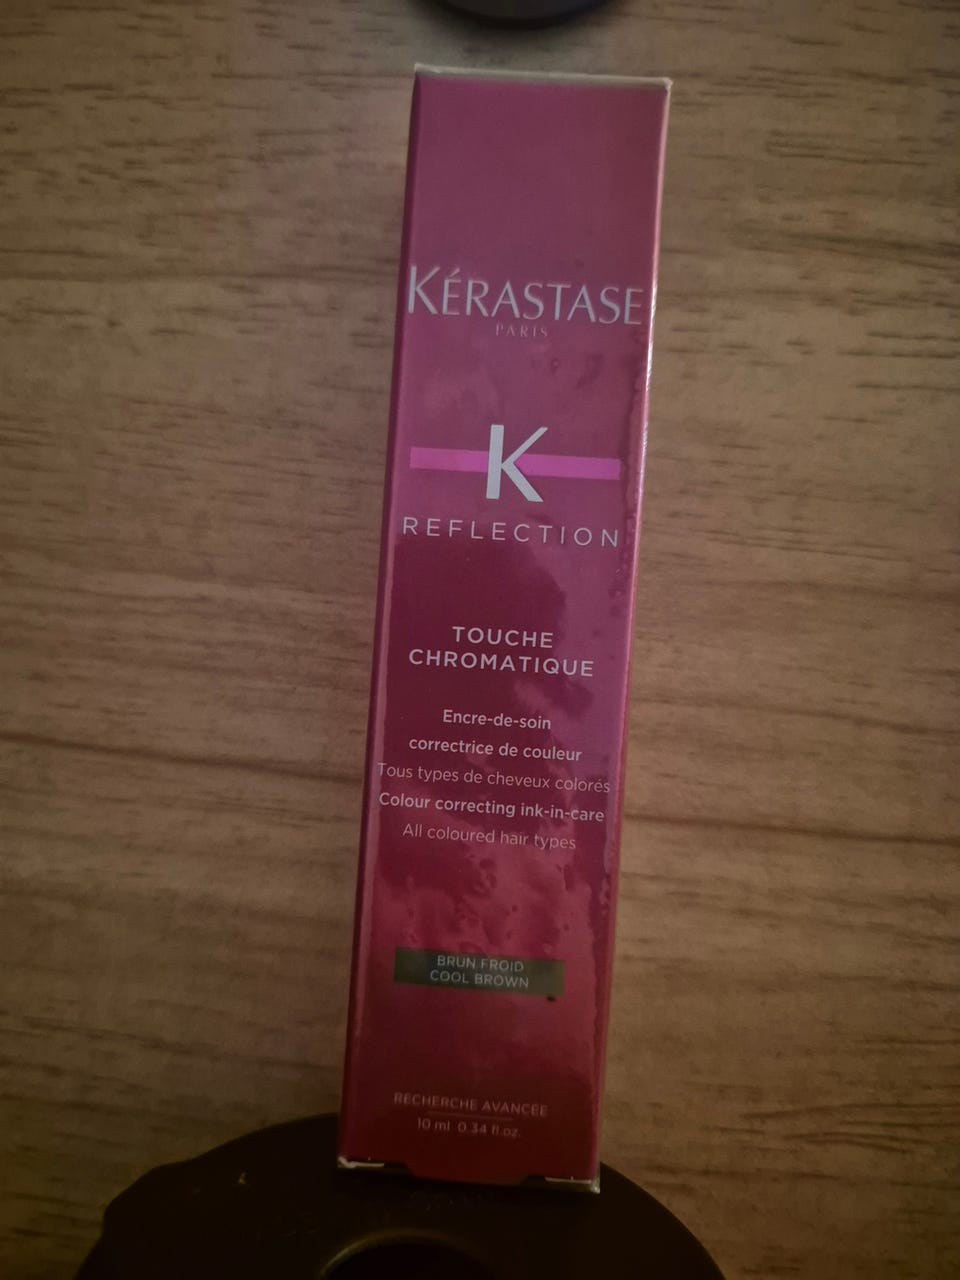 KÉRASTASE
PARIS
K
REFLECTION
TOUCHE
CHROMATIQUE
Encre-de-soin
correctrice de couleur
Tous types de cheveux colorés
Colour correcting ink-in-care
All coloured hair types
BRUN FROID
COOL BROWN
RECHERCHE AVANCÉE
10 ml 0.34 fl.oz.